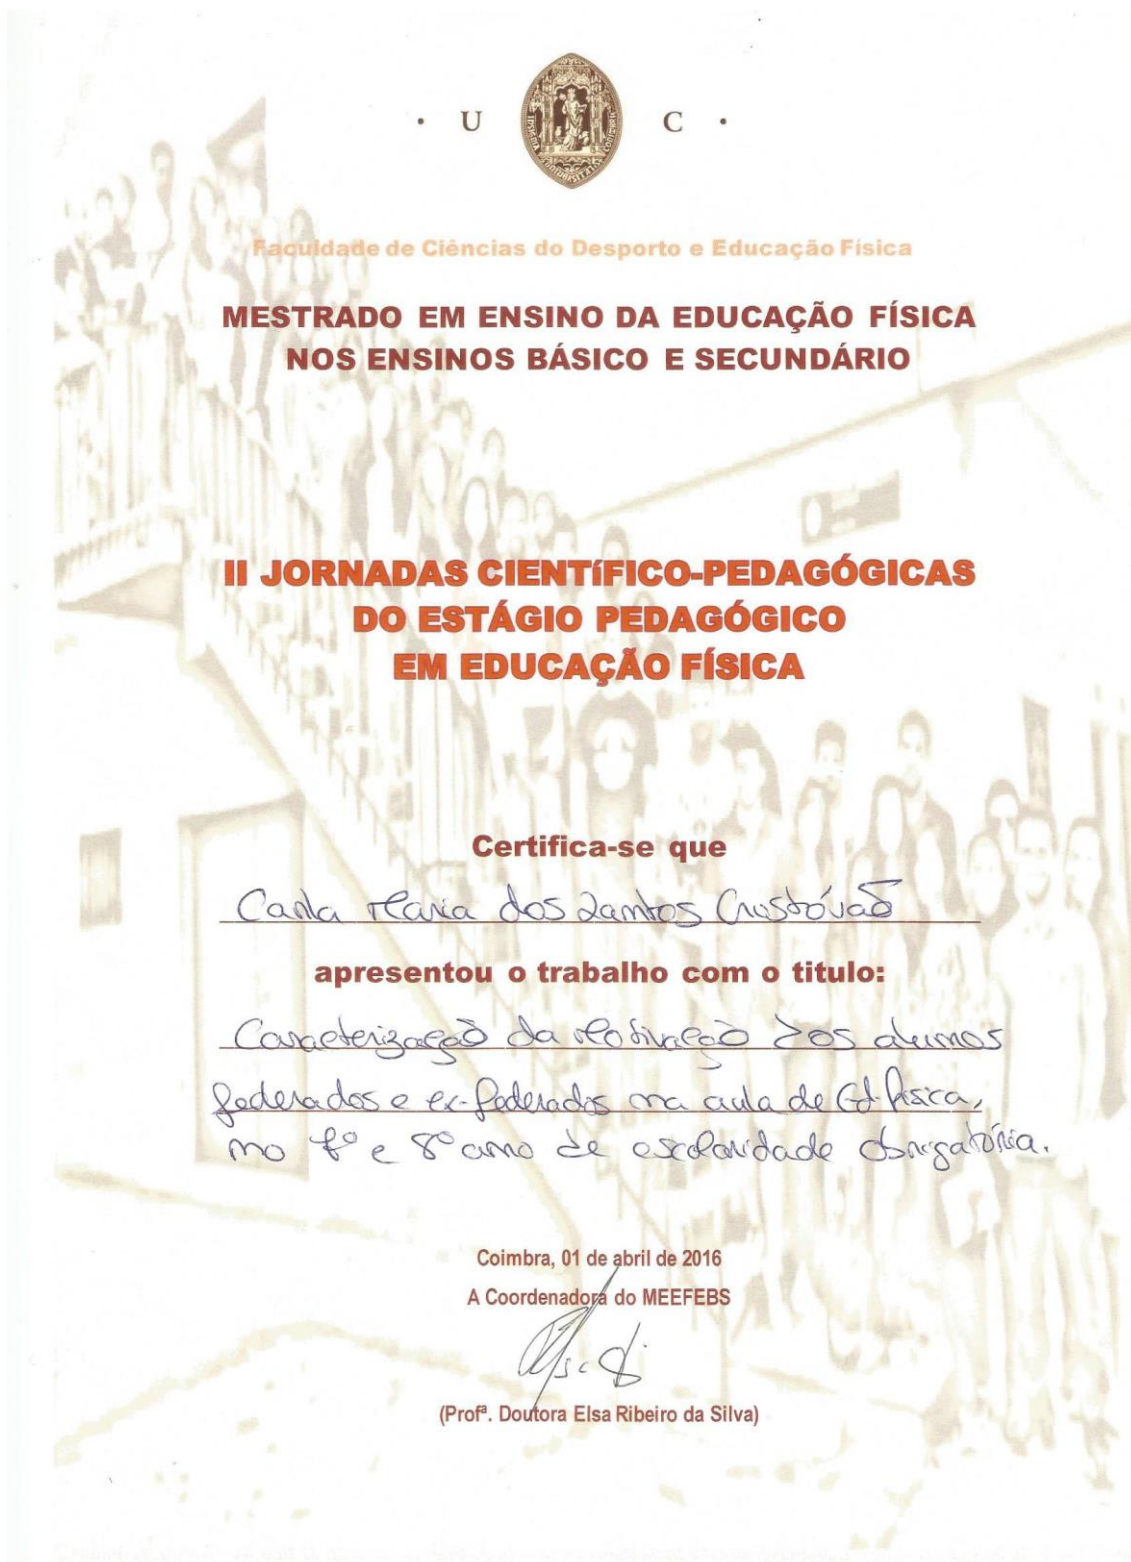 · U C ·
Faculdade de Ciências do Desporto e Educação Física
MESTRADO EM ENSINO DA EDUCAÇÃO FÍSICA
NOS ENSINOS BÁSICO E SECUNDÁRIO
II JORNADAS CIENTÍFICO-PEDAGÓGICAS
DO ESTÁGIO PEDAGÓGICO
EM EDUCAÇÃO FÍSICA
Certifica-se que
Carla Maria dos Santos Cristóvão
apresentou o trabalho com o titulo:
Caracterização da Motivação dos alunos
federados e ex-federados na aula de Ed. física,
no 7º e 8º ano de escolaridade obrigatória.
Coimbra, 01 de abril de 2016
A Coordenadora do MEEFEBS
(Profª. Doutora Elsa Ribeiro da Silva)